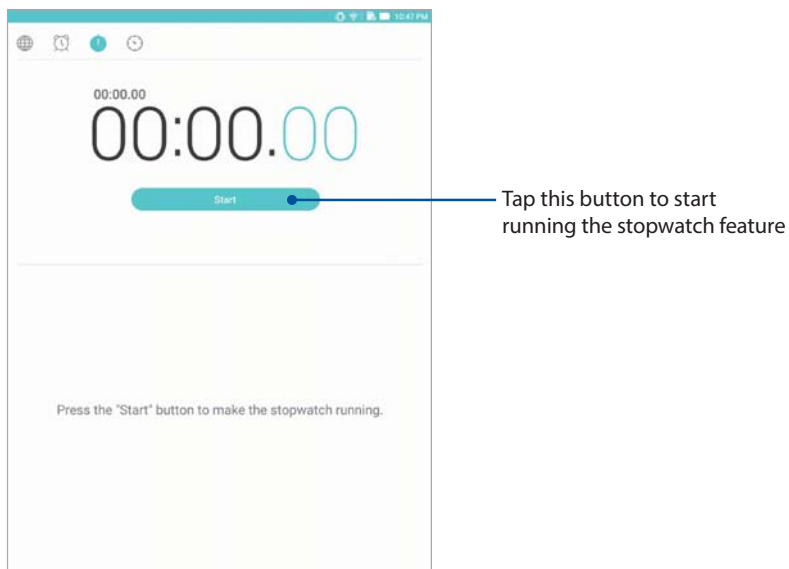 10:47 PM
00:00.00
00:00.00
Start
Tap this button to start
running the stopwatch feature
Press the "Start" button to make the stopwatch running.